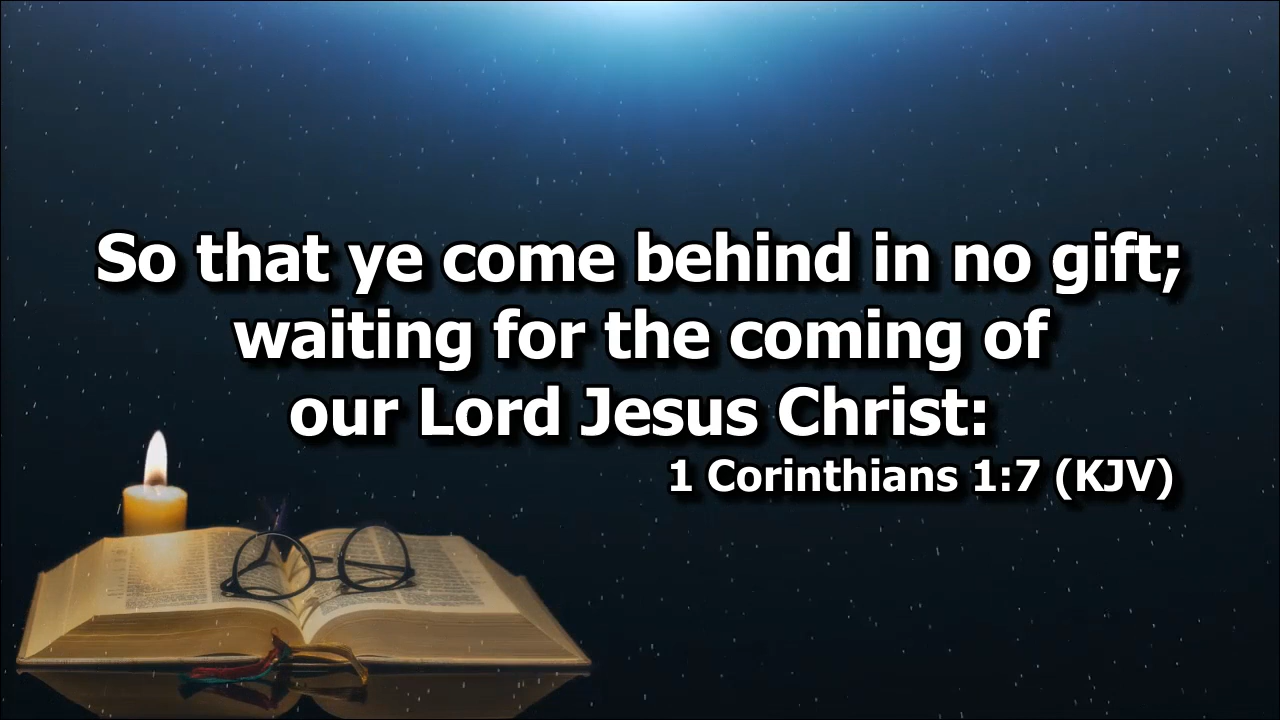 So that ye come behind in no gift;
waiting for the coming of
our Lord Jesus Christ:
1 Corinthians 1:7 (KJV)